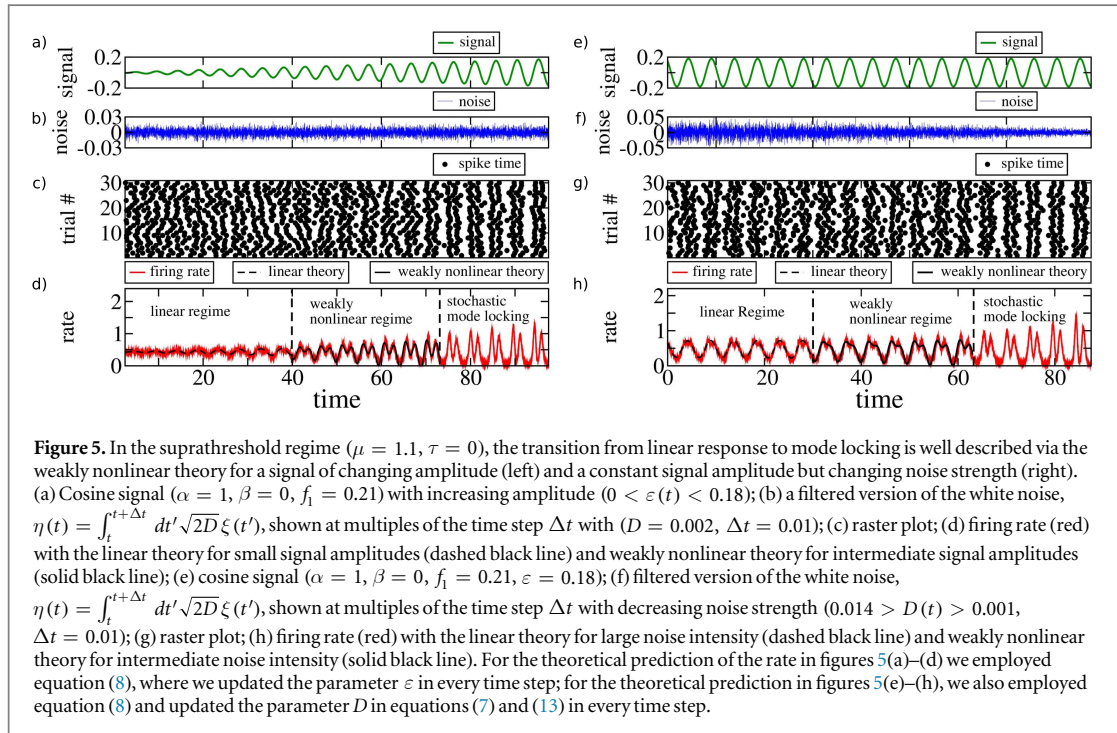 a)
signal
signal
0.2
-0.2
b)
noise
noise
0.03
0
-0.03
c)
spike time
trial #
30
20
10
firing rate
linear theory
weakly nonlinear theory
d)
rate
2
1
0
linear regime
weakly
nonlinear regime
stochastic
mode locking
20
40
60
80
time
e)
signal
signal
0.2
-0.2
f)
noise
noise
0.05
0
-0.05
g)
spike time
trial #
30
20
10
firing rate
linear theory
weakly nonlinear theory
h)
rate
2
1
0
linear Regime
weakly
nonlinear regime
stochastic
mode locking
0
20
40
60
80
time
Figure 5. In the suprathreshold regime (μ = 1.1, τ = 0), the transition from linear response to mode locking is well described via the
weakly nonlinear theory for a signal of changing amplitude (left) and a constant signal amplitude but changing noise strength (right).
(a) Cosine signal (α = 1, β = 0, f₁ = 0.21) with increasing amplitude (0 < ε(t) < 0.18); (b) a filtered version of the white noise,
η(t) = ∫ₜᵗ⁺Δᵗ dt′√2D ξ(t′), shown at multiples of the time step Δt with (D = 0.002, Δt = 0.01); (c) raster plot; (d) firing rate (red)
with the linear theory for small signal amplitudes (dashed black line) and weakly nonlinear theory for intermediate signal amplitudes
(solid black line); (e) cosine signal (α = 1, β = 0, f₁ = 0.21, ε = 0.18); (f) filtered version of the white noise,
η(t) = ∫ₜᵗ⁺Δᵗ dt′√2D ξ(t′), shown at multiples of the time step Δt with decreasing noise strength (0.014 > D(t) > 0.001,
Δt = 0.01); (g) raster plot; (h) firing rate (red) with the linear theory for large noise intensity (dashed black line) and weakly nonlinear
theory for intermediate noise intensity (solid black line). For the theoretical prediction of the rate in figures 5(a)–(d) we employed
equation (8), where we updated the parameter ε in every time step; for the theoretical prediction in figures 5(e)–(h), we also employed
equation (8) and updated the parameter D in equations (7) and (13) in every time step.